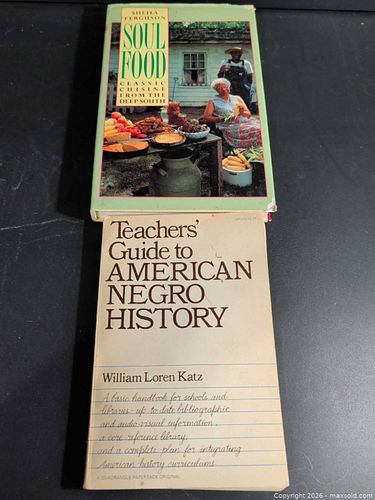 SHEILA
FERGUSON
SOUL
FOOD
CLASSIC
CUISINE
FROM THE
DEEP SOUTH
Teachers'
Guide to
AMERICAN
NEGRO
HISTORY
William Loren Katz
A basic handbook for schools and
libraries - up to date bibliographic
and audio-visual information,
a core reference library,
and a complete plan for integrating
American history curriculums
A QUADRANGLE PAPERBACK ORIGINAL
Copyright 2026 - maxsold.com